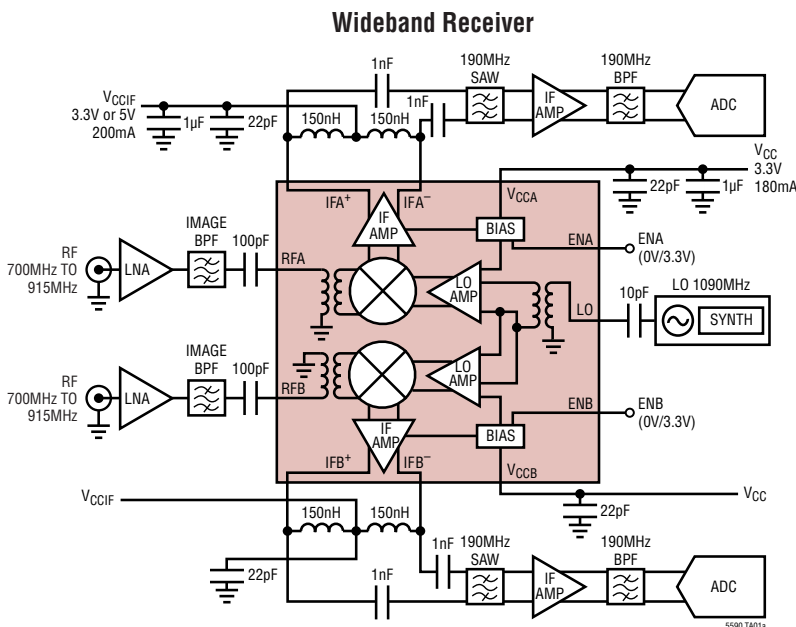 Wideband Receiver
1nF
190MHz
SAW
IF
AMP
190MHz
BPF
ADC
VCCIF
3.3V or 5V
200mA
1µF
22pF
150nH
150nH
1nF
VCC
3.3V
180mA
22pF
1µF
IFA+
IFA–
IF
AMP
VCCA
BIAS
ENA
ENA
(0V/3.3V)
RF
700MHz TO
915MHz
LNA
IMAGE
BPF
100pF
RFA
LO
AMP
LO
10pF
LO 1090MHz
SYNTH
RF
700MHz TO
915MHz
LNA
IMAGE
BPF
100pF
RFB
LO
AMP
ENB
ENB
(0V/3.3V)
IF
AMP
BIAS
IFB+
IFB–
VCCB
VCCIF
150nH
150nH
22pF
VCC
22pF
1nF
1nF
190MHz
SAW
IF
AMP
190MHz
BPF
ADC
5590 TA01a